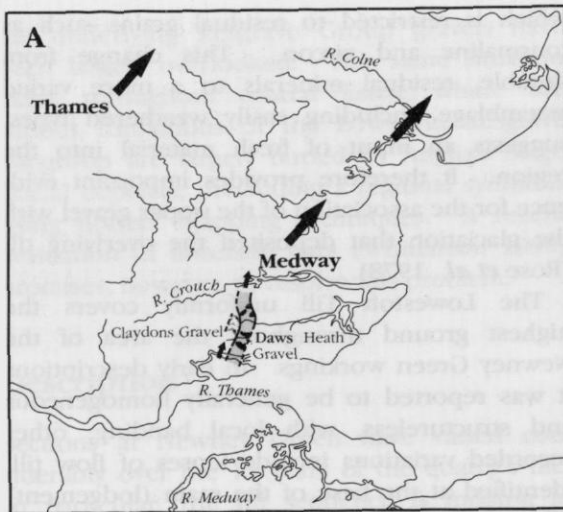 A
R. Colne
Thames
Medway
R. Crouch
Claydons Gravel
Daws Heath
Gravel
R. Thames
R. Medway